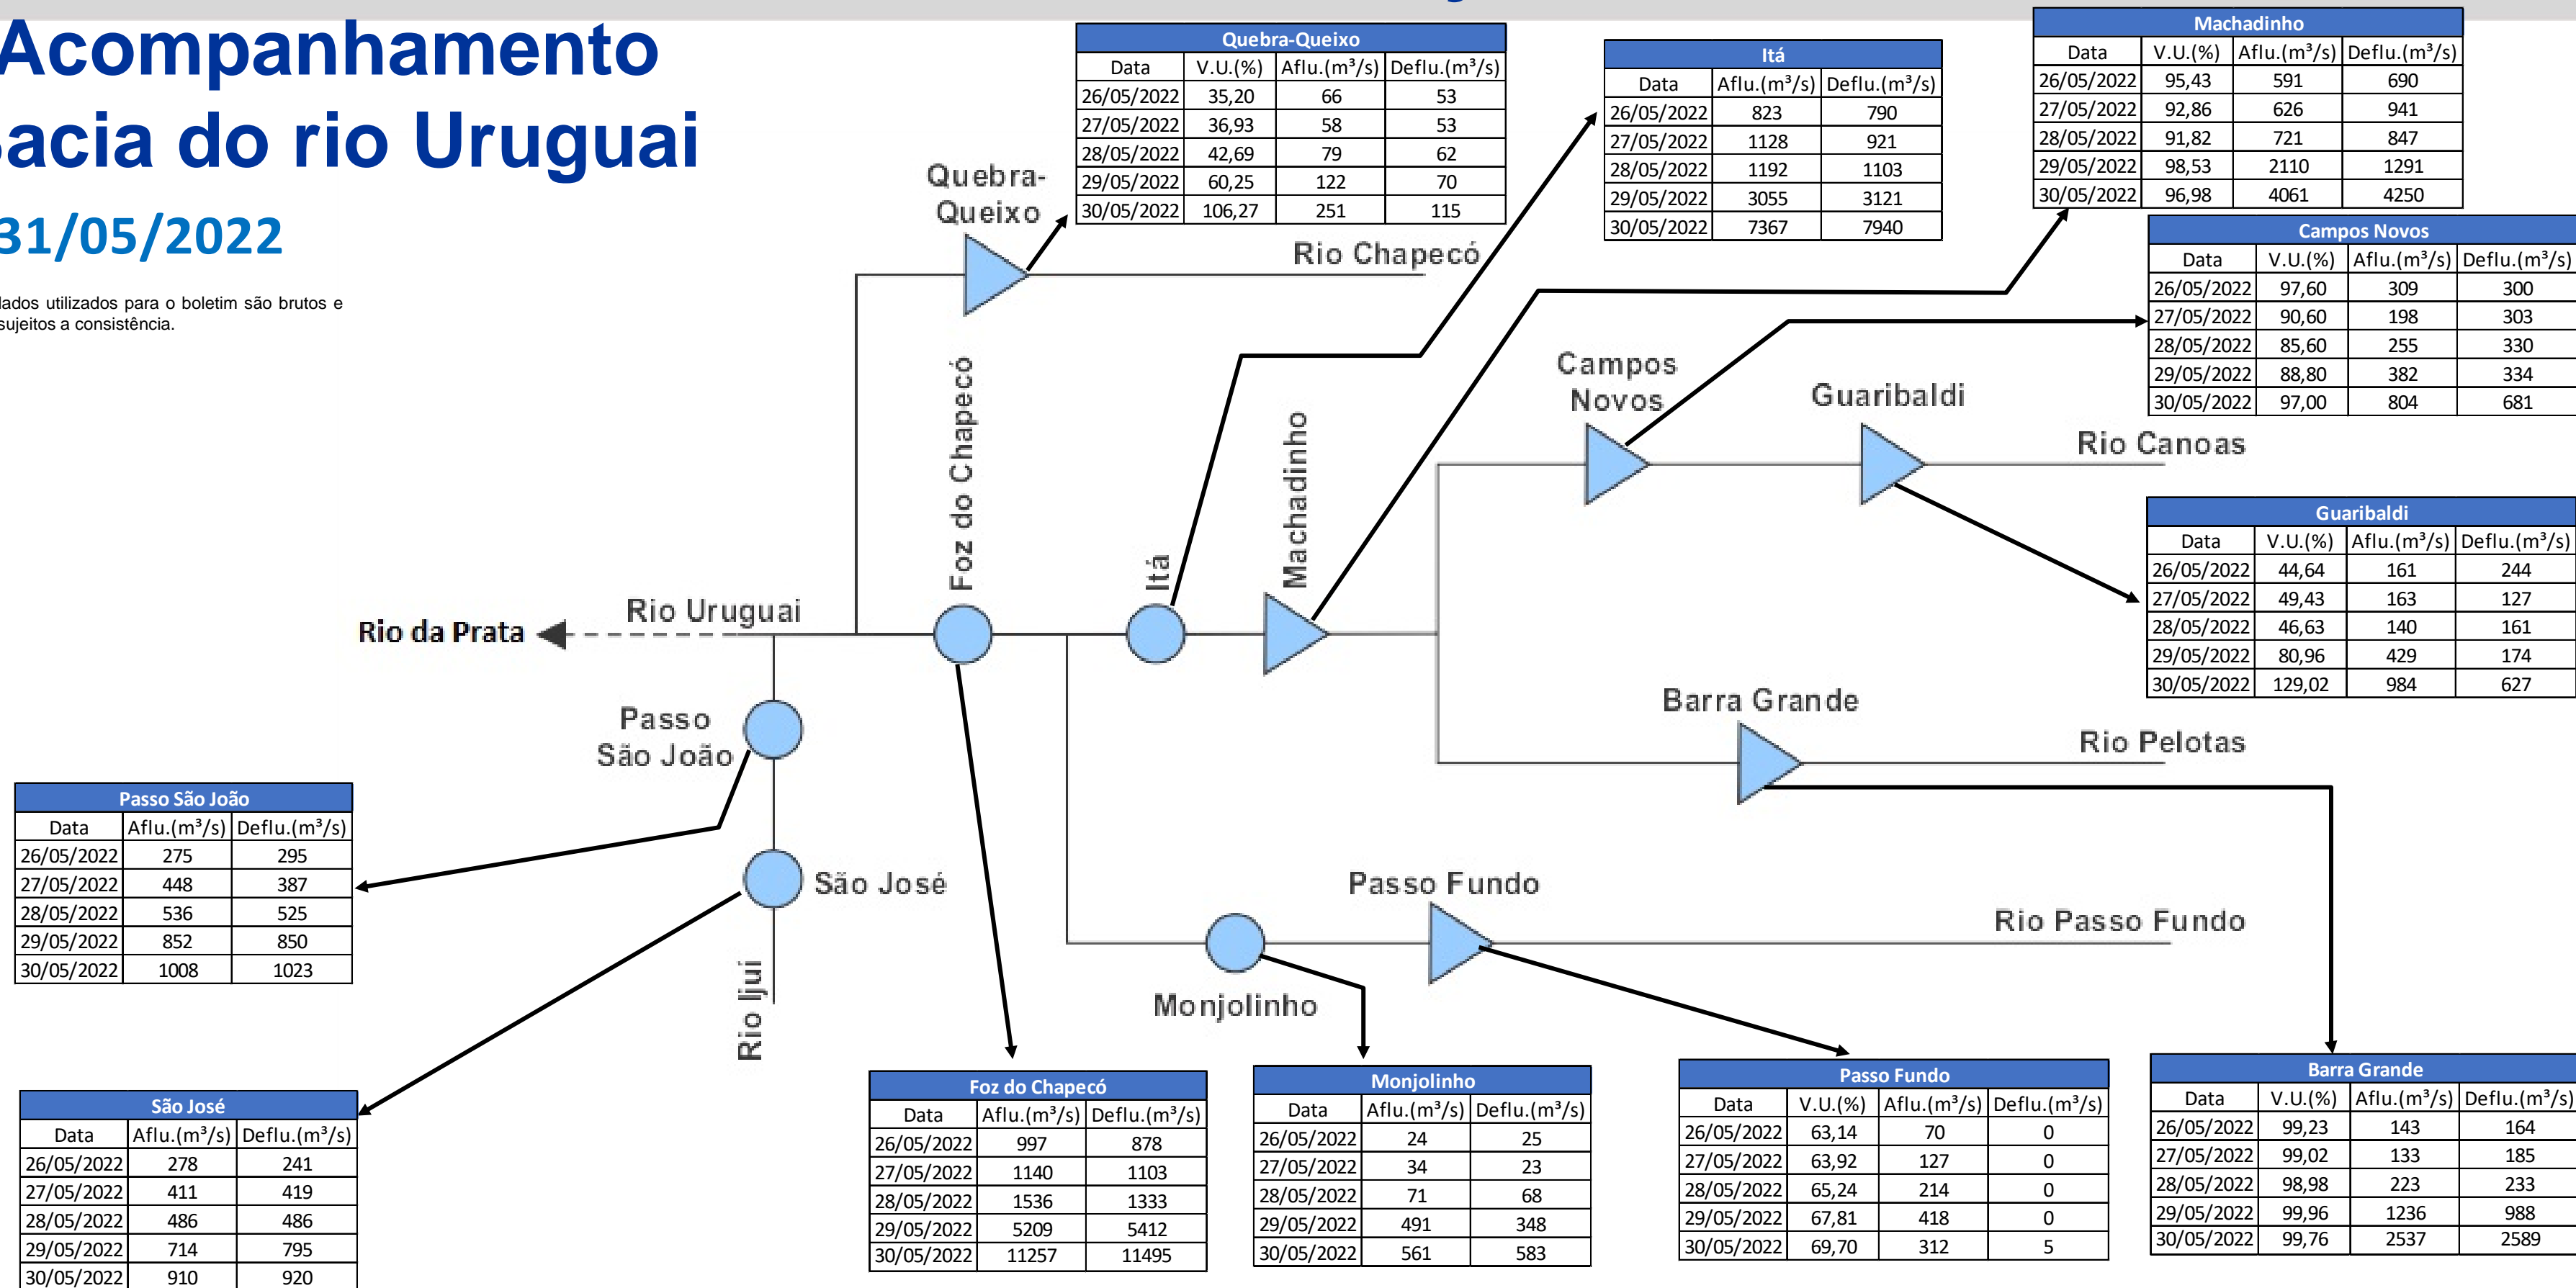 Acompanhamento
acia do rio Uruguai
31/05/2022
dados utilizados para o boletim são brutos e
sujeitos a consistência.
Quebra-Queixo
Data V.U.(%) Aflu.(m³/s) Deflu.(m³/s)
26/05/2022 35,20 66 53
27/05/2022 36,93 58 53
28/05/2022 42,69 79 62
29/05/2022 60,25 122 70
30/05/2022 106,27 251 115
Itá
Data Aflu.(m³/s) Deflu.(m³/s)
26/05/2022 823 790
27/05/2022 1128 921
28/05/2022 1192 1103
29/05/2022 3055 3121
30/05/2022 7367 7940
Machadinho
Data V.U.(%) Aflu.(m³/s) Deflu.(m³/s)
26/05/2022 95,43 591 690
27/05/2022 92,86 626 941
28/05/2022 91,82 721 847
29/05/2022 98,53 2110 1291
30/05/2022 96,98 4061 4250
Campos Novos
Data V.U.(%) Aflu.(m³/s) Deflu.(m³/s)
26/05/2022 97,60 309 300
27/05/2022 90,60 198 303
28/05/2022 85,60 255 330
29/05/2022 88,80 382 334
30/05/2022 97,00 804 681
Quebra-
Queixo
Rio Chapecó
Foz do Chapecó
Itá
Machadinho
Campos
Novos
Guaribaldi
Rio Canoas
Guaribaldi
Data V.U.(%) Aflu.(m³/s) Deflu.(m³/s)
26/05/2022 44,64 161 244
27/05/2022 49,43 163 127
28/05/2022 46,63 140 161
29/05/2022 80,96 429 174
30/05/2022 129,02 984 627
Rio da Prata
Rio Uruguai
Barra Grande
Rio Pelotas
Passo
São João
São José
Rio Ijuí
Passo Fundo
Rio Passo Fundo
Monjolinho
Passo São João
Data Aflu.(m³/s) Deflu.(m³/s)
26/05/2022 275 295
27/05/2022 448 387
28/05/2022 536 525
29/05/2022 852 850
30/05/2022 1008 1023
São José
Data Aflu.(m³/s) Deflu.(m³/s)
26/05/2022 278 241
27/05/2022 411 419
28/05/2022 486 486
29/05/2022 714 795
30/05/2022 910 920
Foz do Chapecó
Data Aflu.(m³/s) Deflu.(m³/s)
26/05/2022 997 878
27/05/2022 1140 1103
28/05/2022 1536 1333
29/05/2022 5209 5412
30/05/2022 11257 11495
Monjolinho
Data Aflu.(m³/s) Deflu.(m³/s)
26/05/2022 24 25
27/05/2022 34 23
28/05/2022 71 68
29/05/2022 491 348
30/05/2022 561 583
Passo Fundo
Data V.U.(%) Aflu.(m³/s) Deflu.(m³/s)
26/05/2022 63,14 70 0
27/05/2022 63,92 127 0
28/05/2022 65,24 214 0
29/05/2022 67,81 418 0
30/05/2022 69,70 312 5
Barra Grande
Data V.U.(%) Aflu.(m³/s) Deflu.(m³/s)
26/05/2022 99,23 143 164
27/05/2022 99,02 133 185
28/05/2022 98,98 223 233
29/05/2022 99,96 1236 988
30/05/2022 99,76 2537 2589